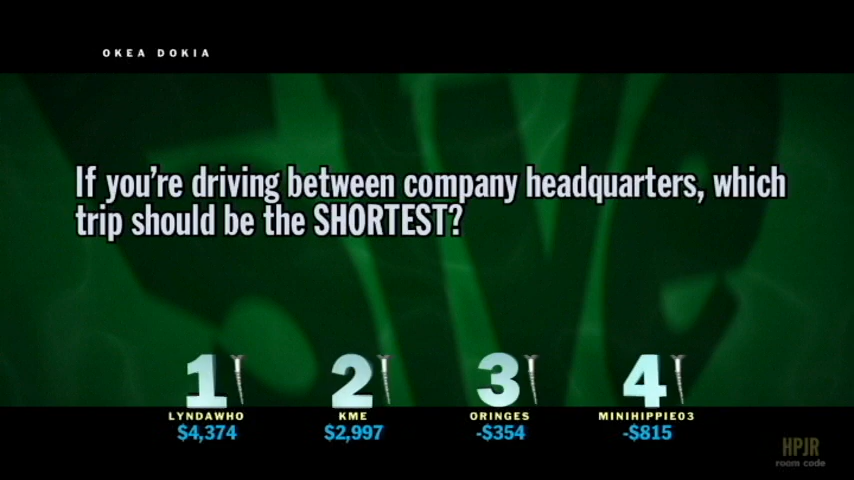 OKEA DOKIA
If you're driving between company headquarters, which
trip should be the SHORTEST?
1 2 3 4
LYNDAWHO KME ORINGES MINIHIPPIE03
$4,374 $2,997 -$354 -$815
HPJR
room code